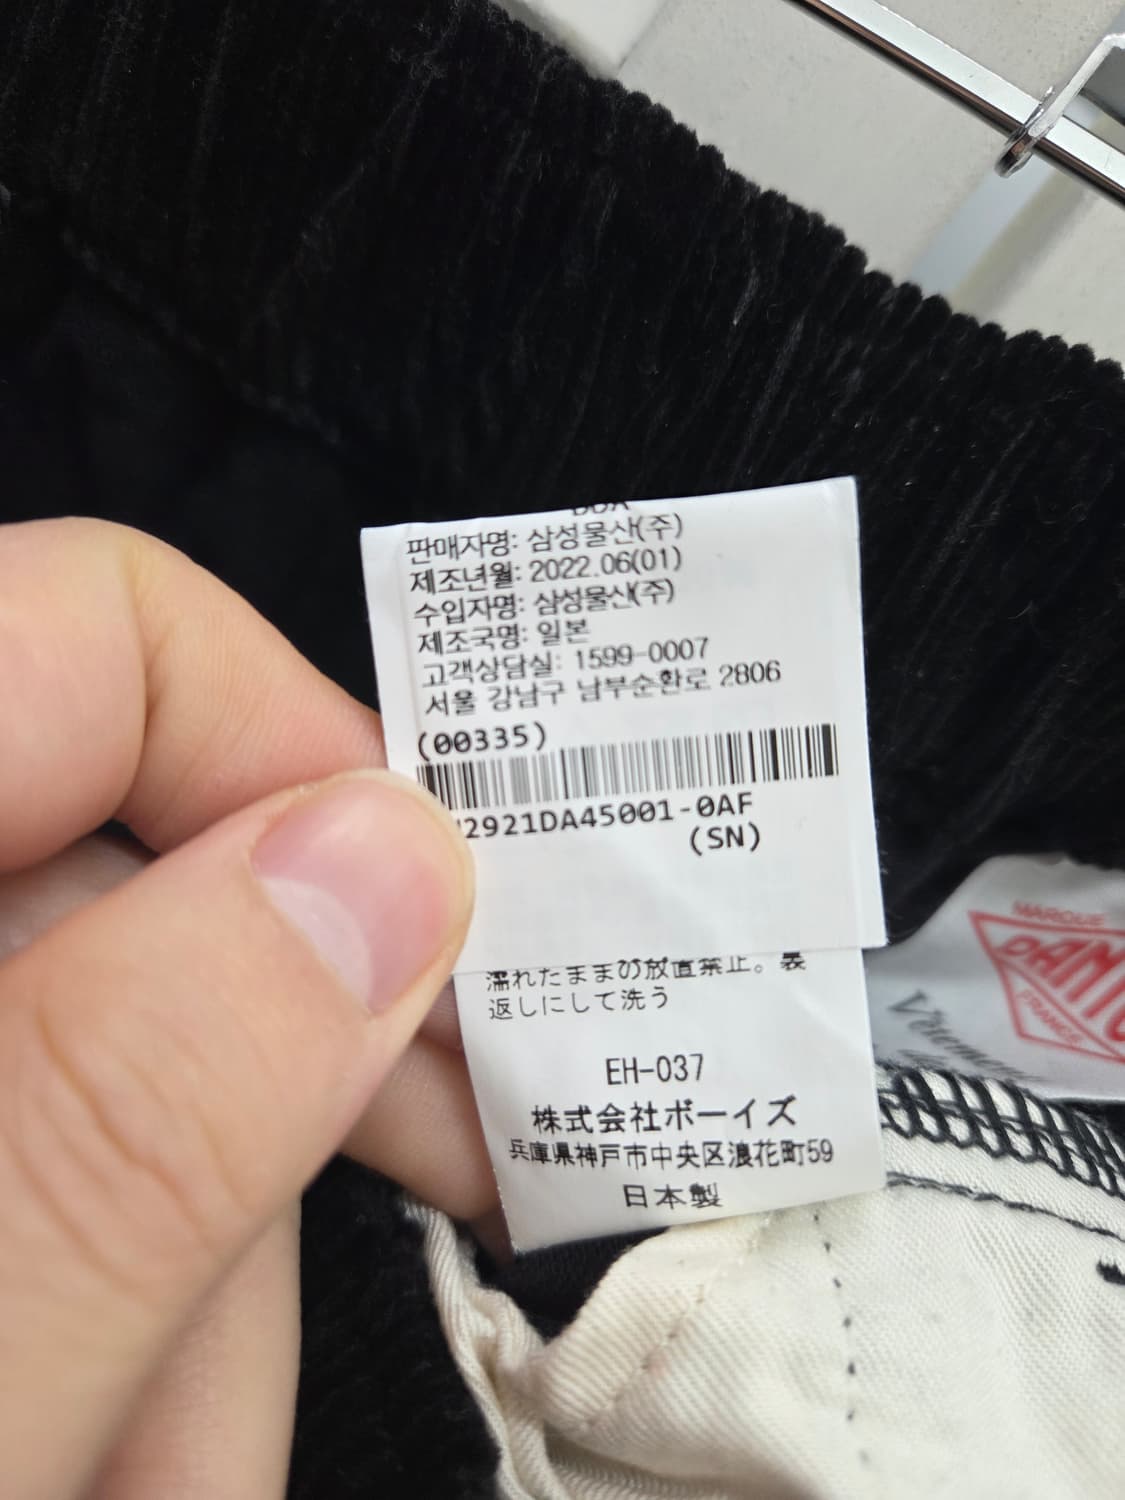 판매자명: 삼성물산(주)
제조년월: 2022.06(01)
수입자명: 삼성물산(주)
제조국명: 일본
고객상담실: 1599-0007
서울 강남구 남부순환로 2806
(00335)
2921DA45001-0AF
(SN)
濡れたままの放置禁止。裏
返しにして洗う
EH-037
株式会社ボーイズ
兵庫県神戸市中央区浪花町59
日本製
MARQUE
FRANCE